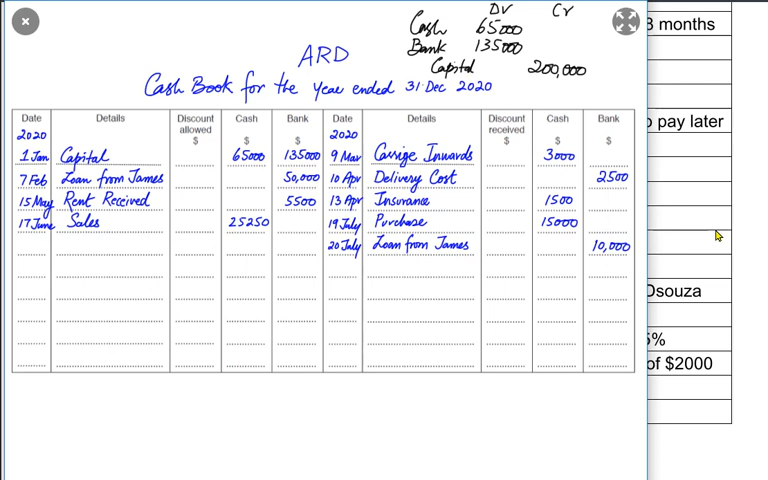 Dr Cr
Cash 65000
Bank 135000
Capital 200,000
ARD
Cash Book for the Year ended 31 Dec 2020
Date Details Discount allowed $ Cash $ Bank $ Date Details Discount received $ Cash $ Bank $
2020 2020
1 Jan Capital 65000 135000 9 Mar Carrige Inwards 3000
7 Feb Loan from James 50,000 10 Apr Delivery Cost 2500
15 May Rent Received 5500 13 Apr Insurance 1500
17 June Sales 25250 19 July Purchase 15000
20 July Loan from James 10,000
3 months
pay later
Dsouza
5%
of $2000